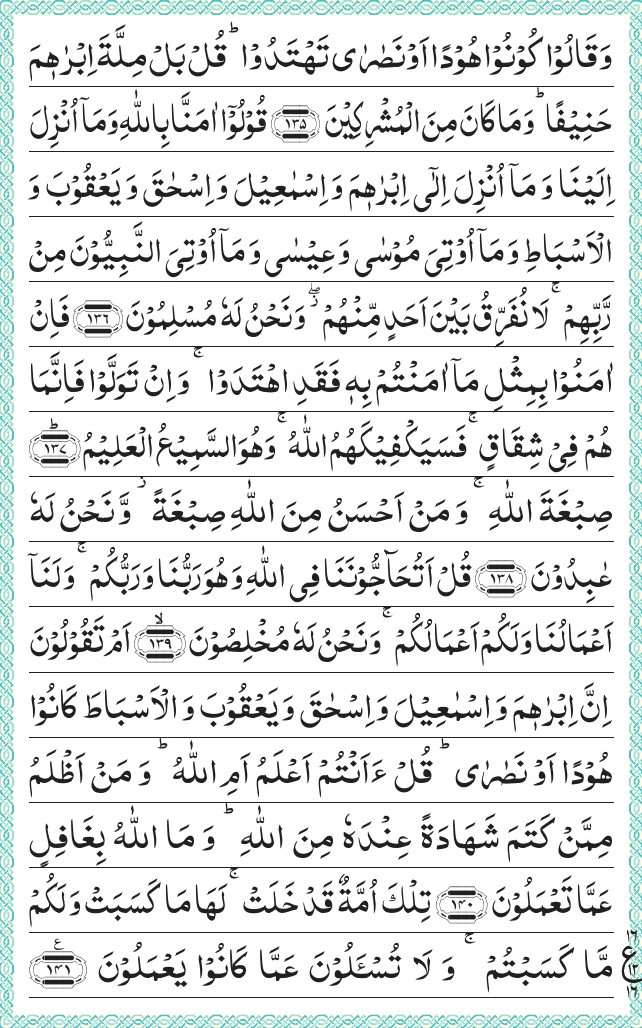 وَقَالُوْا كُوْنُوْا هُوْدًا اَوْ نَصٰرٰى تَهْتَدُوْا ؕ قُلْ بَلْ مِلَّةَ اِبْرٰهٖمَ
حَنِيْفًا ؕ وَمَا كَانَ مِنَ الْمُشْرِكِيْنَ ﴿۱۳۵﴾ قُوْلُوْۤا اٰمَنَّا بِاللّٰهِ وَمَاۤ اُنْزِلَ
اِلَيْنَا وَ مَاۤ اُنْزِلَ اِلٰٓى اِبْرٰهٖمَ وَ اِسْمٰعِيْلَ وَ اِسْحٰقَ وَ يَعْقُوْبَ وَ
الْاَسْبَاطِ وَ مَاۤ اُوْتِىَ مُوْسٰى وَ عِيْسٰى وَ مَاۤ اُوْتِىَ النَّبِيُّوْنَ مِنْ
رَّبِّهِمْ ۚ لَا نُفَرِّقُ بَيْنَ اَحَدٍ مِّنْهُمْ ۖ ز وَنَحْنُ لَهٗ مُسْلِمُوْنَ ﴿۱۳۶﴾ فَاِنْ
اٰمَنُوْا بِمِثْلِ مَاۤ اٰمَنْتُمْ بِهٖ فَقَدِ اهْتَدَوْا ۚ وَاِنْ تَوَلَّوْا فَاِنَّمَا
هُمْ فِىْ شِقَاقٍ ۚ فَسَيَكْفِيْكَهُمُ اللّٰهُ ۚ وَهُوَ السَّمِيْعُ الْعَلِيْمُ ﴿۱۳۷﴾ؕ
صِبْغَةَ اللّٰهِ ۚ وَ مَنْ اَحْسَنُ مِنَ اللّٰهِ صِبْغَةً ز وَّ نَحْنُ لَهٗ
عٰبِدُوْنَ ﴿۱۳۸﴾ قُلْ اَتُحَآجُّوْنَنَا فِى اللّٰهِ وَهُوَ رَبُّنَا وَرَبُّكُمْ ۚ وَلَنَاۤ
اَعْمَالُنَا وَلَكُمْ اَعْمَالُكُمْ ۚ وَنَحْنُ لَهٗ مُخْلِصُوْنَ ﴿۱۳۹﴾ۙ اَمْ تَقُوْلُوْنَ
اِنَّ اِبْرٰهٖمَ وَاِسْمٰعِيْلَ وَاِسْحٰقَ وَيَعْقُوْبَ وَ الْاَسْبَاطَ كَانُوْا
هُوْدًا اَوْ نَصٰرٰى ؕ قُلْ ءَاَنْتُمْ اَعْلَمُ اَمِ اللّٰهُ ؕ وَ مَنْ اَظْلَمُ
مِمَّنْ كَتَمَ شَهَادَةً عِنْدَهٗ مِنَ اللّٰهِ ؕ وَ مَا اللّٰهُ بِغَافِلٍ
عَمَّا تَعْمَلُوْنَ ﴿۱۴۰﴾ تِلْكَ اُمَّةٌ قَدْ خَلَتْ ۚ لَهَا مَا كَسَبَتْ وَلَكُمْ
مَّا كَسَبْتُمْ ۚ وَ لَا تُسْـَٔلُوْنَ عَمَّا كَانُوْا يَعْمَلُوْنَ ﴿۱۴۱﴾ ع
۱۶
ع ۱۲
۱۶